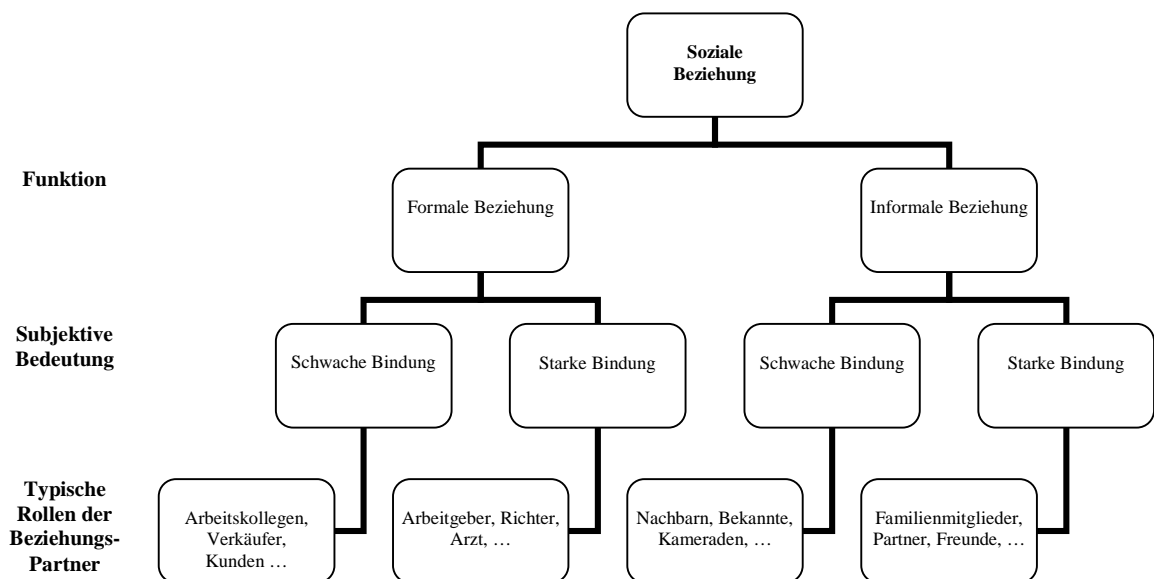 Soziale
Beziehung
Funktion
Formale Beziehung
Informale Beziehung
Subjektive
Bedeutung
Schwache Bindung
Starke Bindung
Schwache Bindung
Starke Bindung
Typische
Rollen der
Beziehungs-
Partner
Arbeitskollegen,
Verkäufer,
Kunden …
Arbeitgeber, Richter,
Arzt, …
Nachbarn, Bekannte,
Kameraden, …
Familienmitglieder,
Partner, Freunde, …